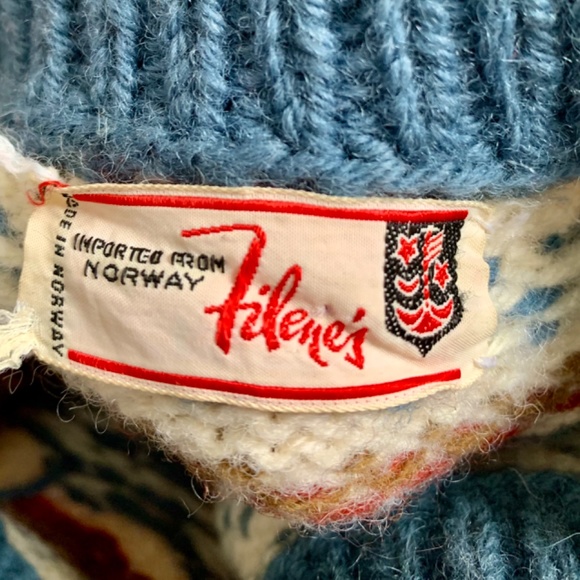 MADE IN NORWAY
IMPORTED FROM
NORWAY
Filene's